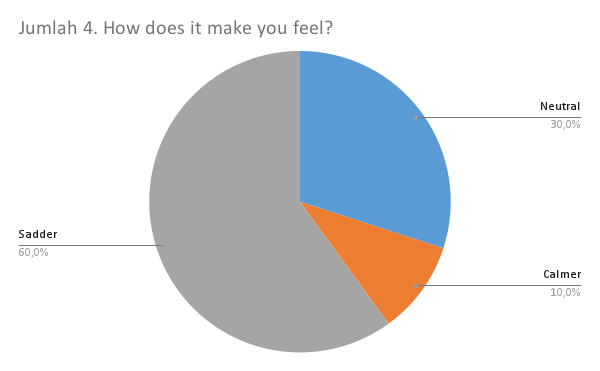 Jumlah 4. How does it make you feel?
Neutral
30,0%
Sadder
60,0%
Calmer
10,0%